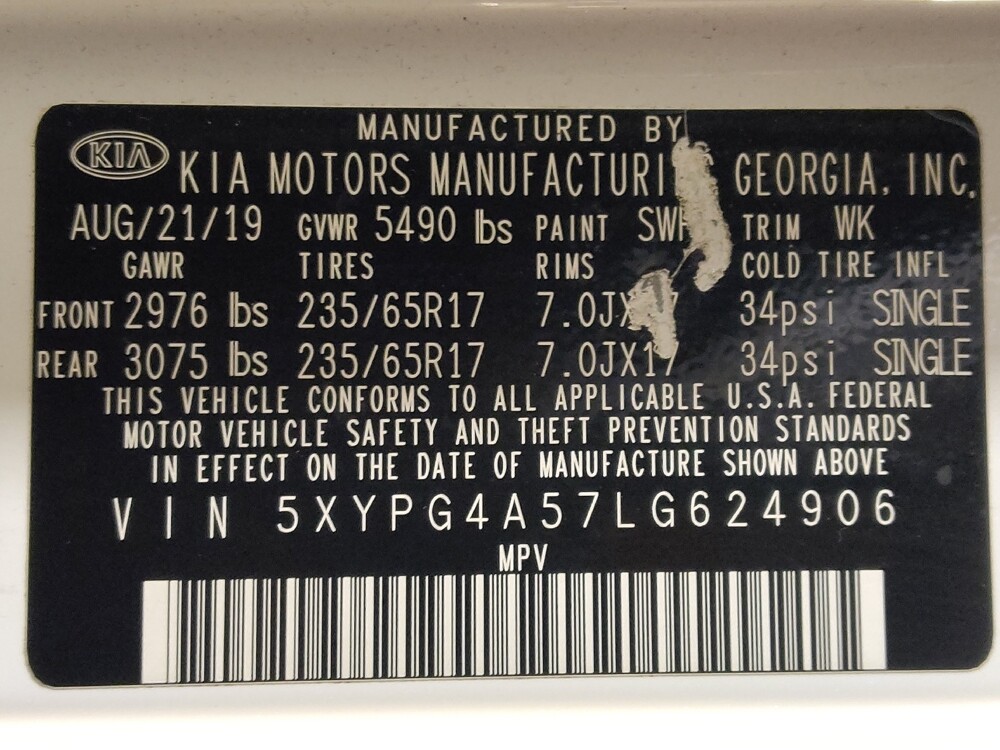 MANUFACTURED BY
KIA
KIA MOTORS MANUFACTURI GEORGIA, INC.
AUG/21/19 GVWR 5490 lbs PAINT TRIM WK
GAWR TIRES RIMS COLD TIRE INFL
FRONT 2976 lbs 235/65R17 34psi SINGLE
REAR 3075 lbs 235/65R17 7.0JX17 34psi SINGLE
THIS VEHICLE CONFORMS TO ALL APPLICABLE U.S.A. FEDERAL
MOTOR VEHICLE SAFETY AND THEFT PREVENTION STANDARDS
IN EFFECT ON THE DATE OF MANUFACTURE SHOWN ABOVE
VIN 5XYPG4A57LG624906
MPV